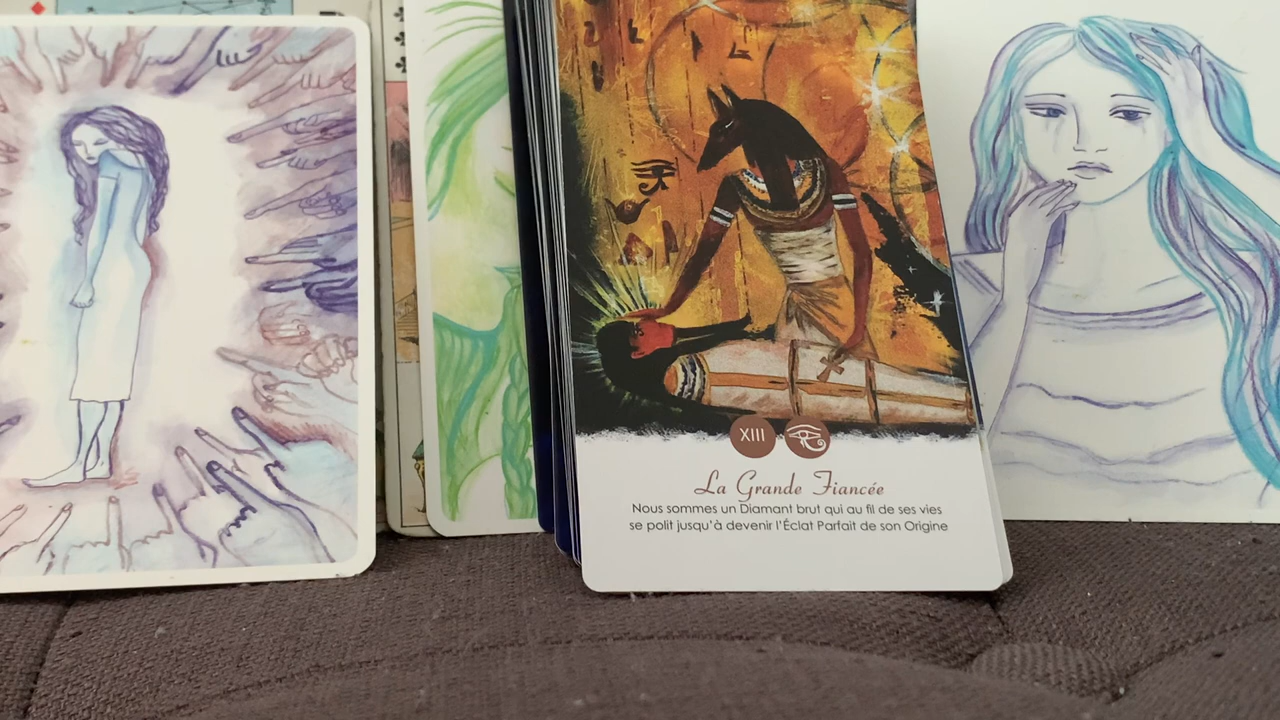 XIII
La Grande Fiancée
Nous sommes un Diamant brut qui au fil de ses vies
se polit jusqu'à devenir l'Éclat Parfait de son Origine